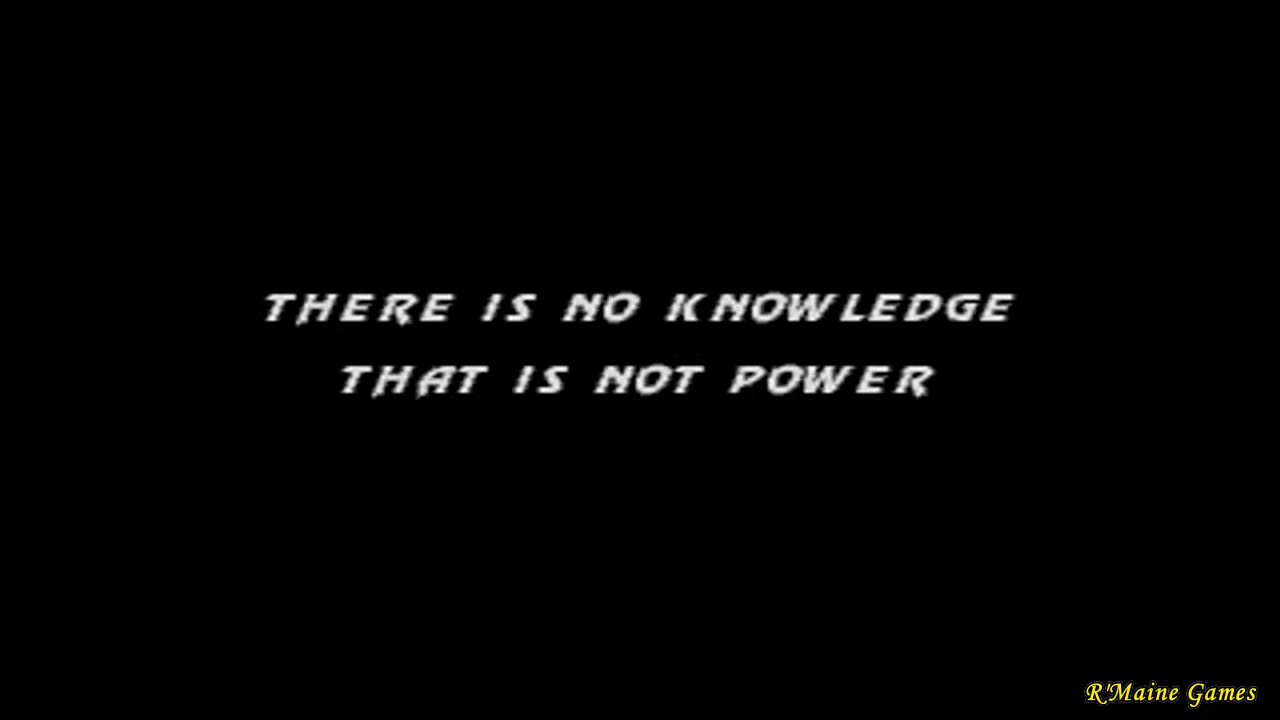 THERE IS NO KNOWLEDGE
THAT IS NOT POWER
R'Maine Games